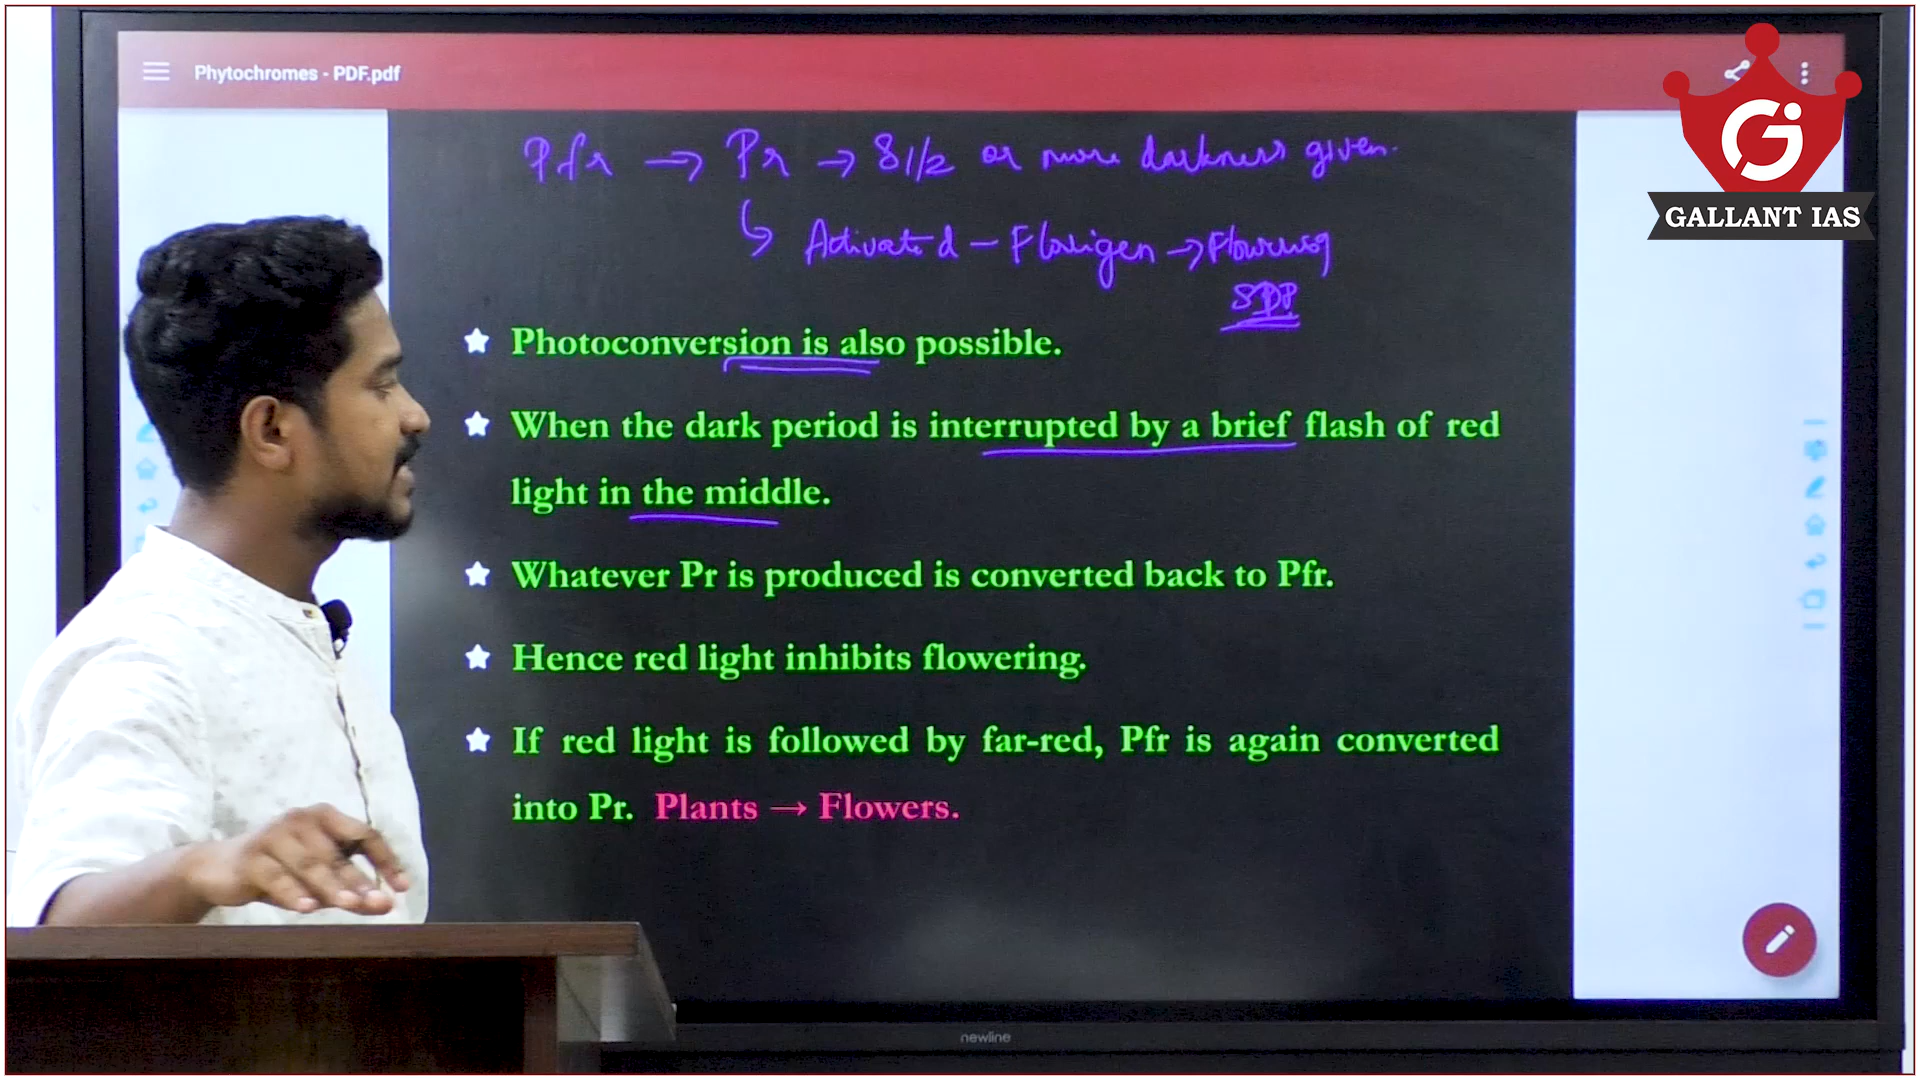 Phytochromes - PDF.pdf
GALLANT IAS
Pfr → Pr → 8 1/2 or more darkness given.
↳ Activated - Florigen → Flowering
SDP.
Photoconversion is also possible.
When the dark period is interrupted by a brief flash of red
light in the middle.
Whatever Pr is produced is converted back to Pfr.
Hence red light inhibits flowering.
If red light is followed by far-red, Pfr is again converted
into Pr. Plants → Flowers.
newline